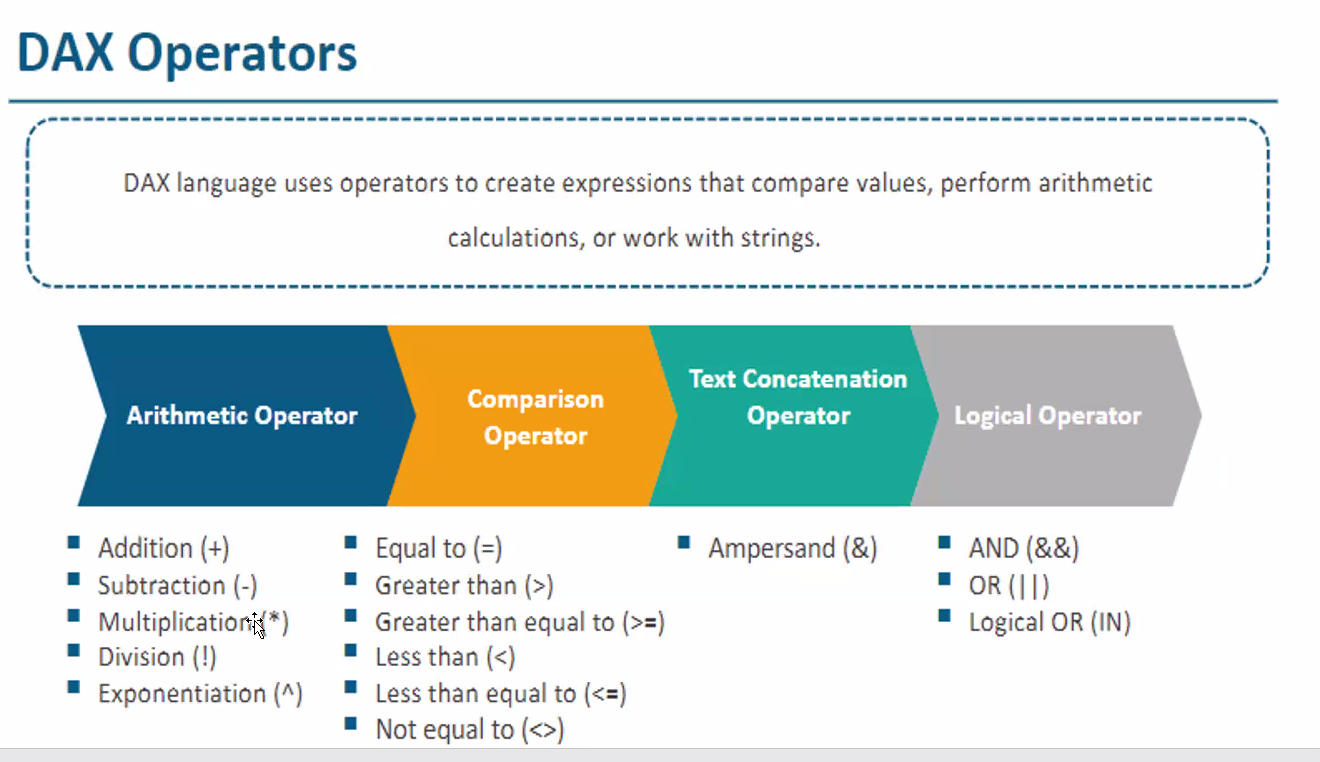 DAX Operators
DAX language uses operators to create expressions that compare values, perform arithmetic
calculations, or work with strings.
Arithmetic Operator
Comparison
Operator
Text Concatenation
Operator
Logical Operator
Addition (+)
Subtraction (-)
Multiplication (*)
Division (!)
Exponentiation (^)
Equal to (=)
Greater than (>)
Greater than equal to (>=)
Less than (<)
Less than equal to (<=)
Not equal to (<>)
Ampersand (&)
AND (&&)
OR (||)
Logical OR (IN)